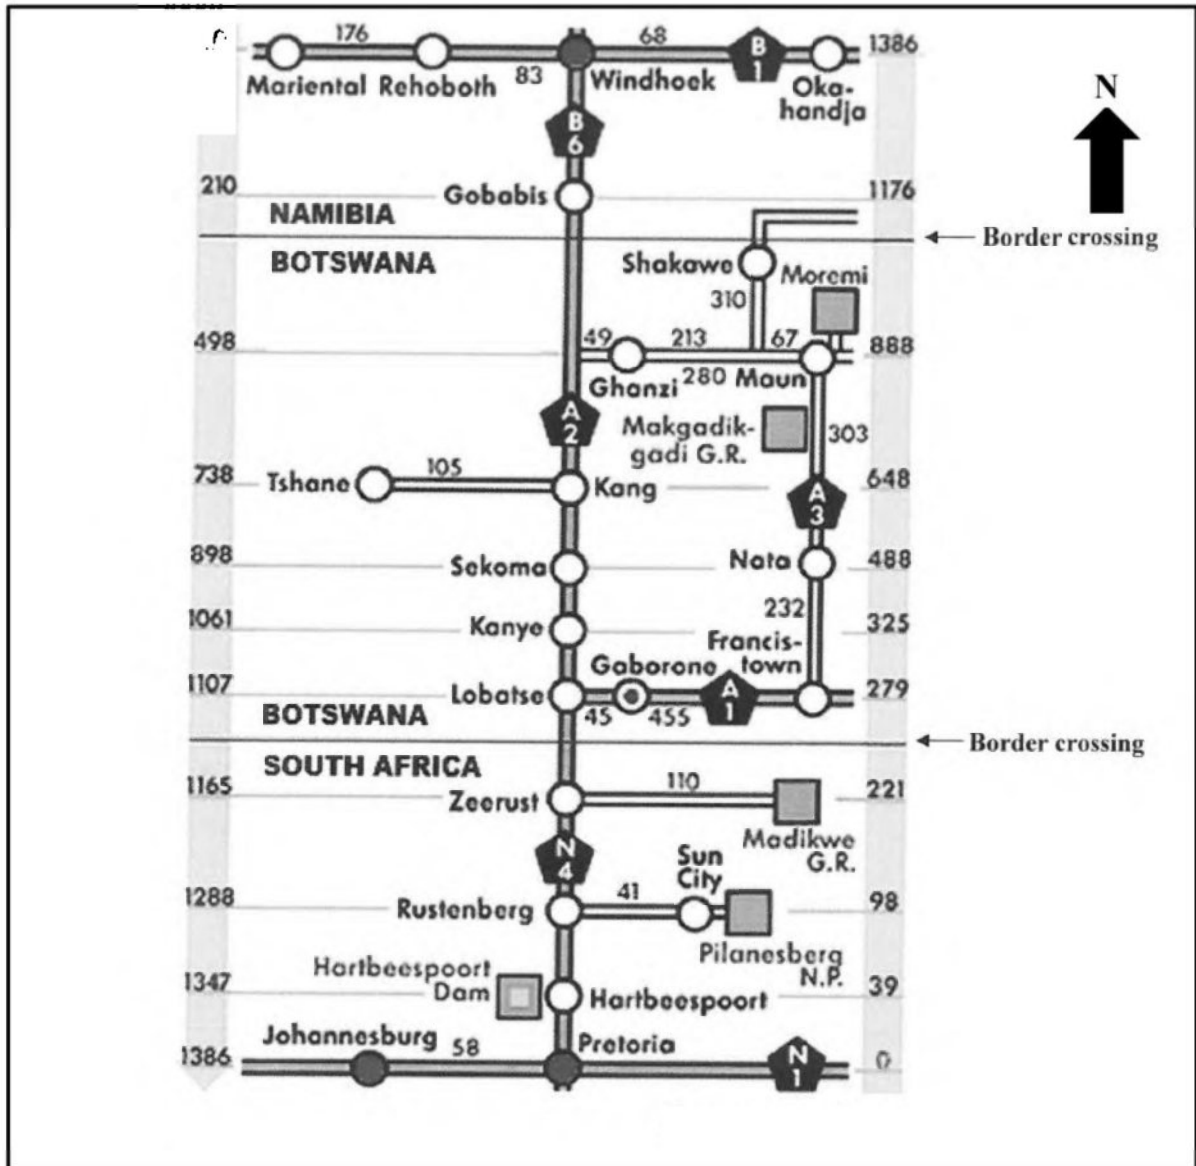 176
68
B
1
1386
Mariental
Rehoboth
83
Windhoek
Oka-
handja
N
B
6
210
Gobabis
1176
NAMIBIA
Border crossing
BOTSWANA
Shakawe
Moremi
310
498
49
213
67
888
Ghanzi
280
Maun
A
2
Makgadik-
gadi G.R.
303
738
Tshane
105
Kang
648
A
3
898
Sekoma
Nata
488
232
1061
Kanye
325
Francis-
town
Gaborone
1107
Lobatse
A
1
279
45
455
BOTSWANA
Border crossing
SOUTH AFRICA
1165
Zeerust
110
221
Madikwe
G.R.
N
4
Sun
City
1288
Rustenberg
41
98
Pilanesberg
N.P.
Hartbeespoort
Dam
1347
Hartbeespoort
39
Johannesburg
58
Pretoria
1386
N
1
0